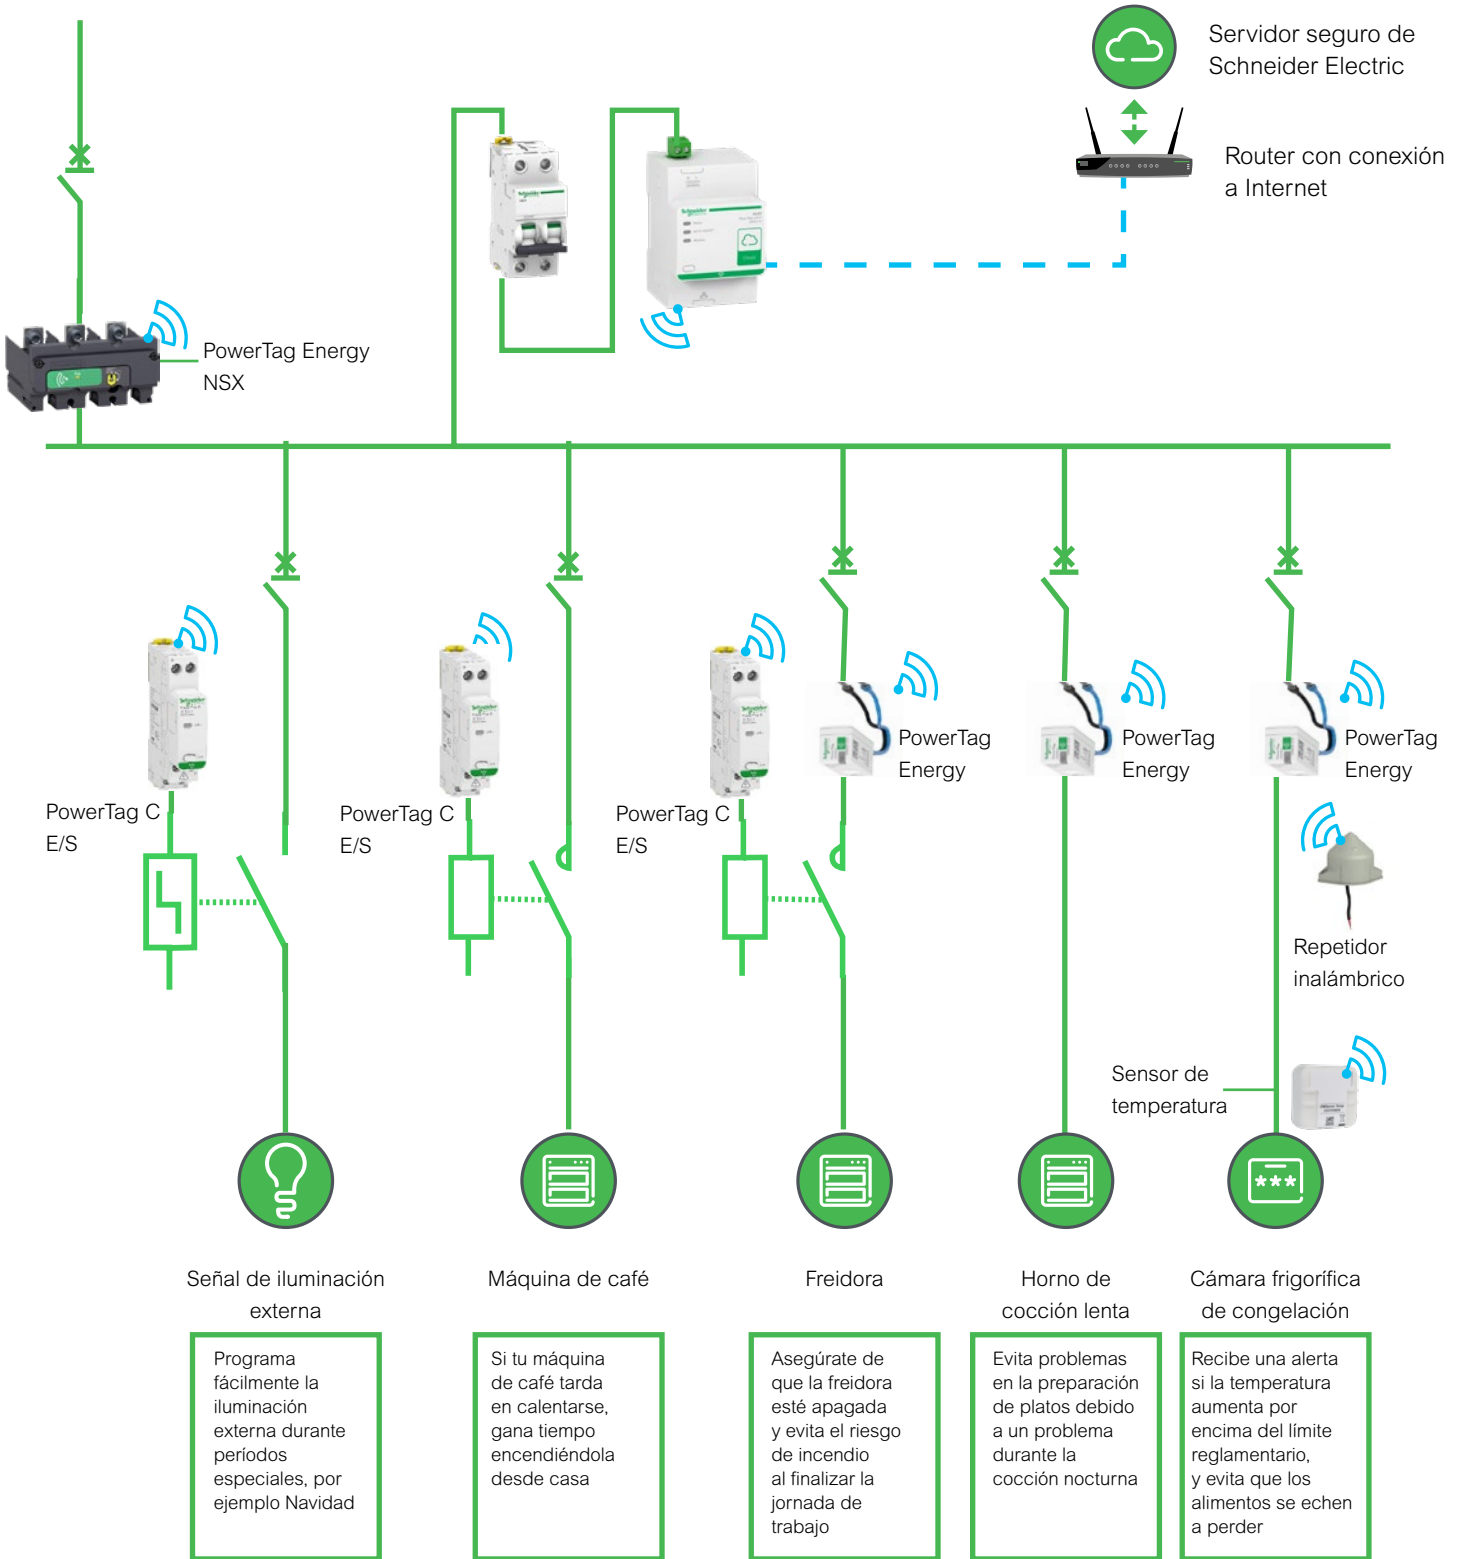 Servidor seguro de
Schneider Electric
Router con conexión
a Internet
PowerTag Energy
NSX
Schneider
Schneider
PowerTag C
E/S
PowerTag C
E/S
PowerTag C
E/S
PowerTag
Energy
PowerTag
Energy
PowerTag
Energy
Repetidor
inalámbrico
Sensor de
temperatura
Señal de iluminación
externa
Máquina de café
Freidora
Horno de
cocción lenta
Cámara frigorífica
de congelación
Programa
fácilmente la
iluminación
externa durante
períodos
especiales, por
ejemplo Navidad
Si tu máquina
de café tarda
en calentarse,
gana tiempo
encendiéndola
desde casa
Asegúrate de
que la freidora
esté apagada
y evita el riesgo
de incendio
al finalizar la
jornada de
trabajo
Evita problemas
en la preparación
de platos debido
a un problema
durante la
cocción nocturna
Recibe una alerta
si la temperatura
aumenta por
encima del límite
reglamentario,
y evita que los
alimentos se echen
a perder